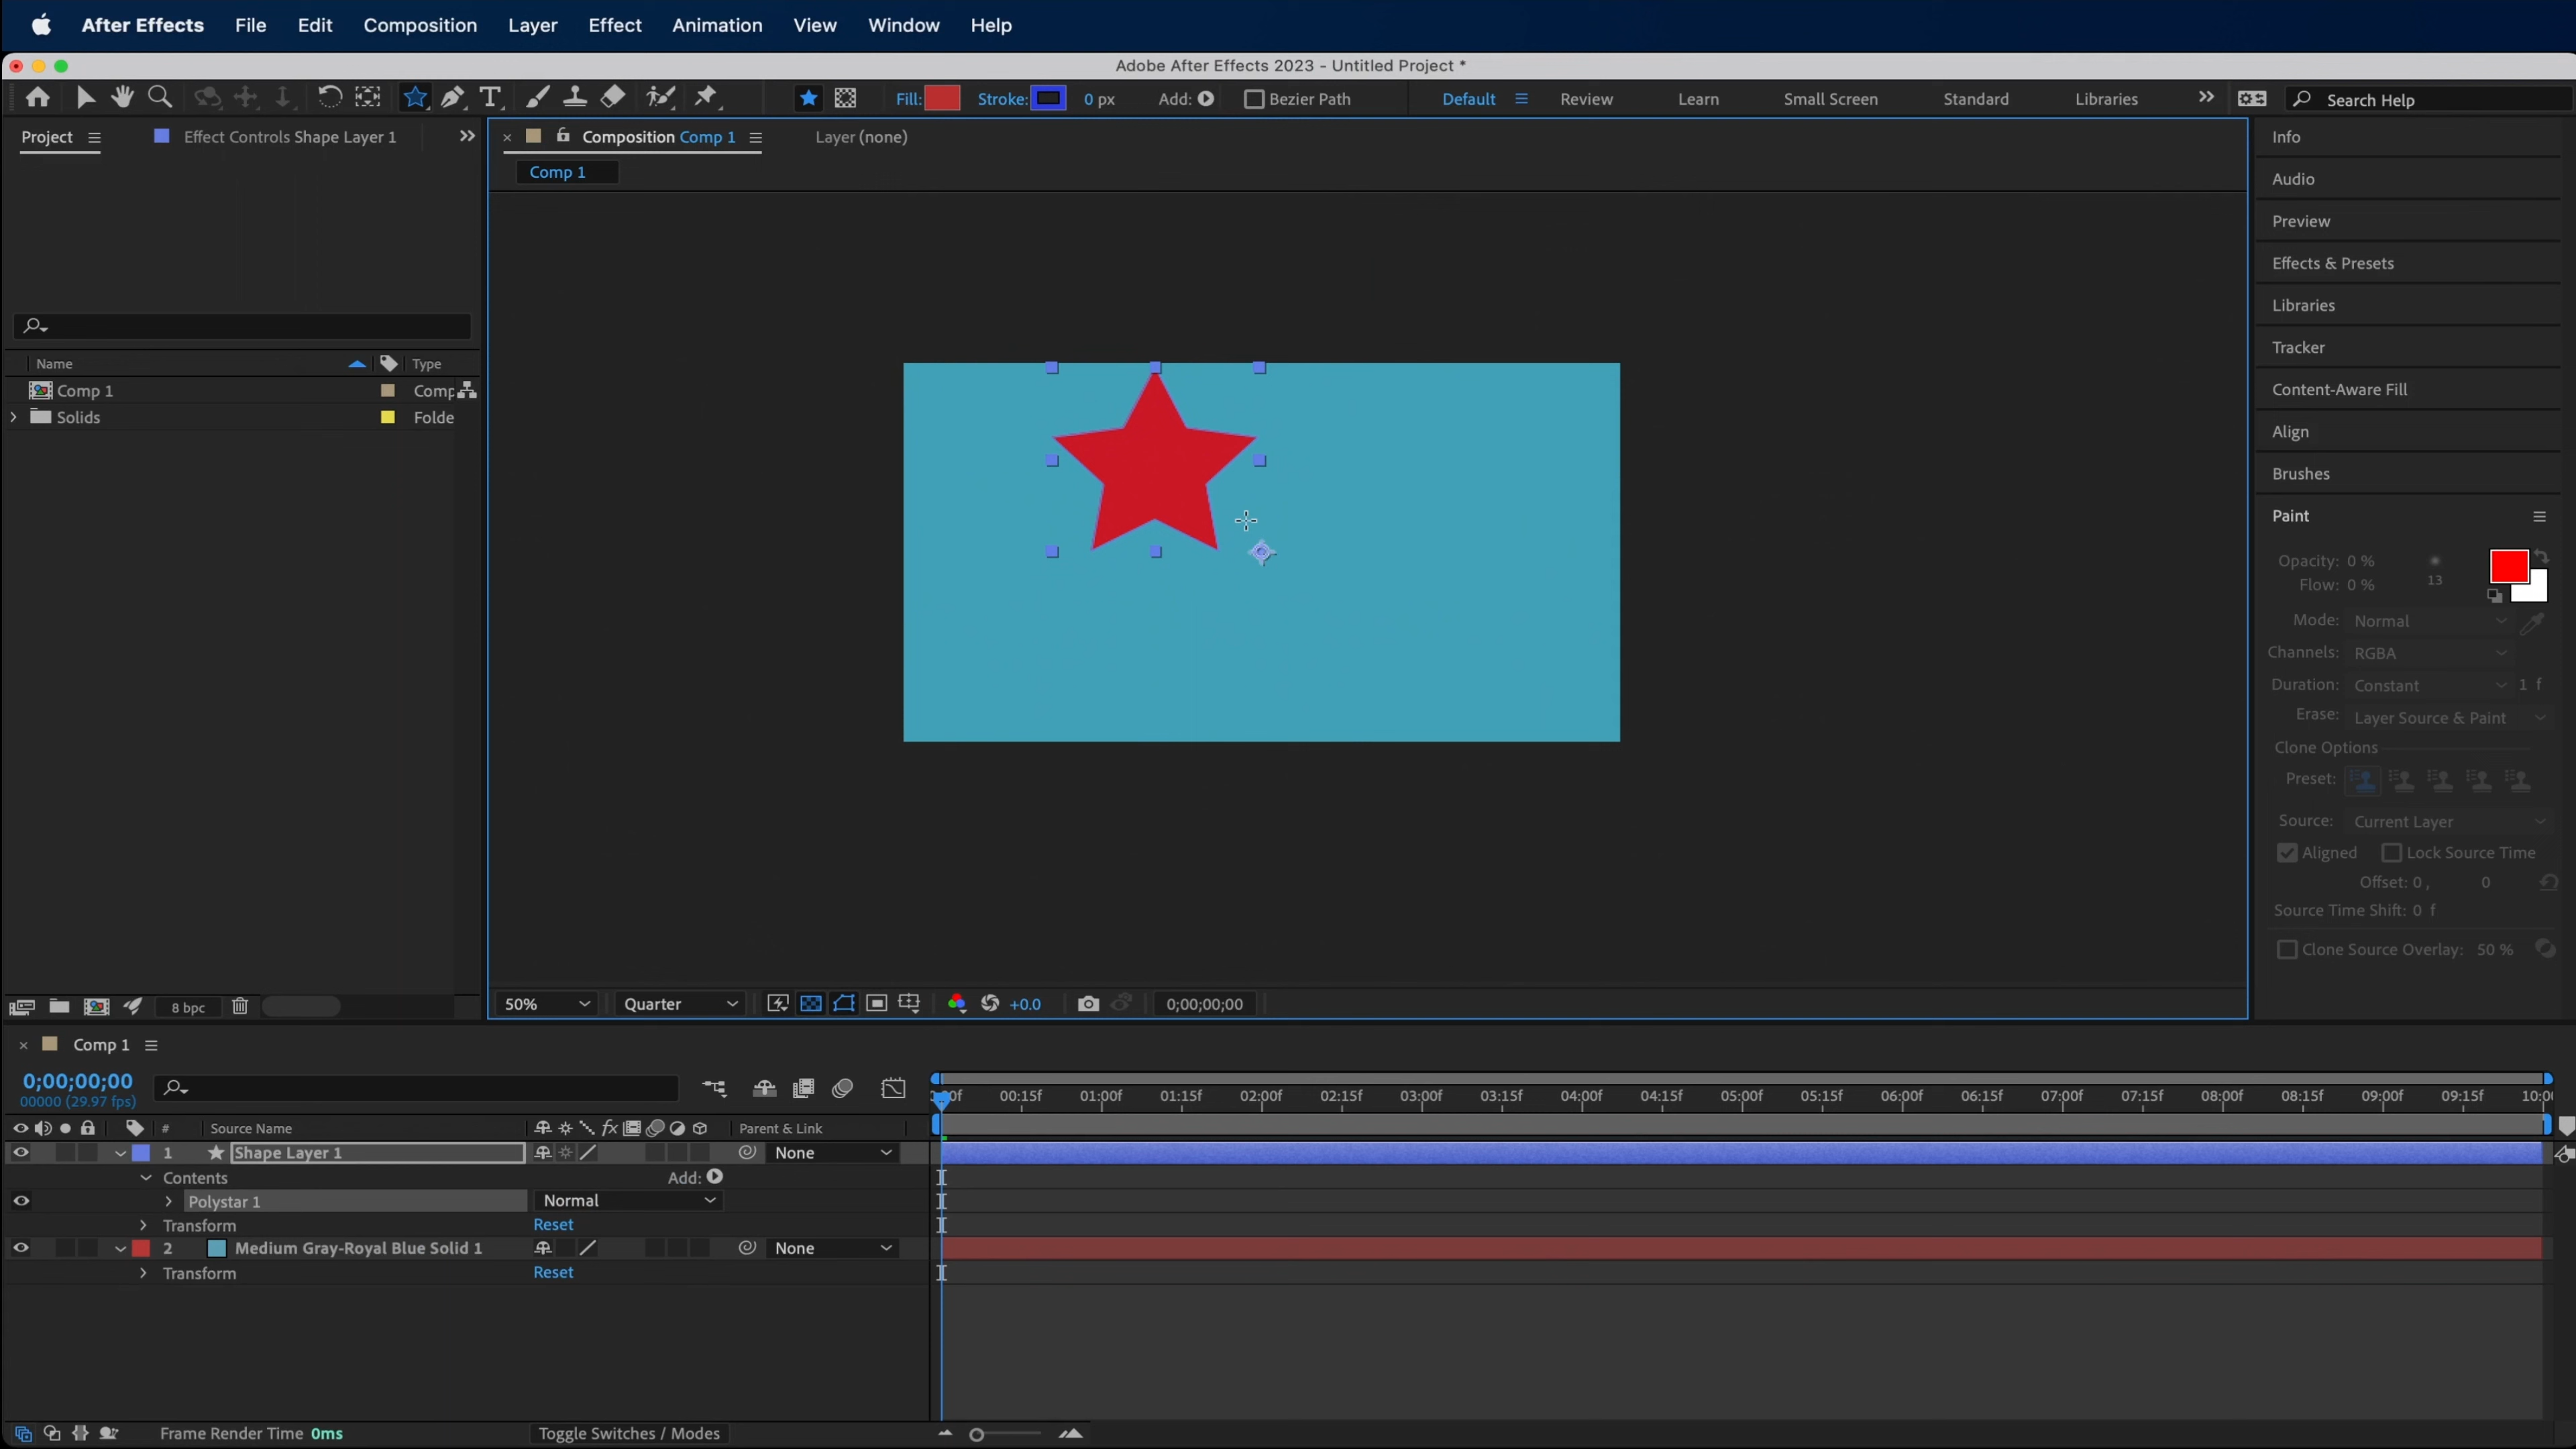 After Effects File Edit Composition Layer Effect Animation View Window Help
Adobe After Effects 2023 - Untitled Project *
Fill: Stroke: 0 px Add: Bezier Path Default Review Learn Small Screen Standard Libraries Search Help
Project Effect Controls Shape Layer 1
Composition Comp 1 Layer (none)
Comp 1
Name Type
Comp 1 Comp
Solids Folde
Info
Audio
Preview
Effects & Presets
Libraries
Tracker
Content-Aware Fill
Align
Brushes
Paint
Opacity: 0 %
Flow: 0 % 13
Mode: Normal
Channels: RGBA
Duration: Constant 1 f
Erase: Layer Source & Paint
Clone Options
Preset:
Source: Current Layer
Aligned Lock Source Time
Offset: 0 , 0
Source Time Shift: 0 f
Clone Source Overlay: 50 %
8 bpc
50% Quarter +0.0 0;00;00;00
Comp 1
0;00;00;00
00000 (29.97 fps)
00:15f 01:00f 01:15f 02:00f 02:15f 03:00f 03:15f 04:00f 04:15f 05:00f 05:15f 06:00f 06:15f 07:00f 07:15f 08:00f 08:15f 09:00f 09:15f 10:0
# Source Name fx Parent & Link
1 Shape Layer 1 None
Contents Add:
Polystar 1 Normal
Transform Reset
2 Medium Gray-Royal Blue Solid 1 None
Transform Reset
Frame Render Time 0ms Toggle Switches / Modes